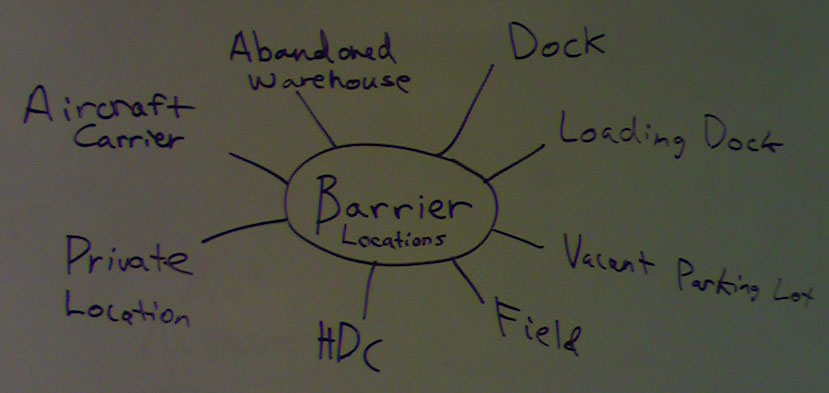 Abandoned
Warehouse
Dock
Aircraft
Carrier
Loading Dock
Barrier
Locations
Private
Location
Vacant Parking Lot
HDC
Field